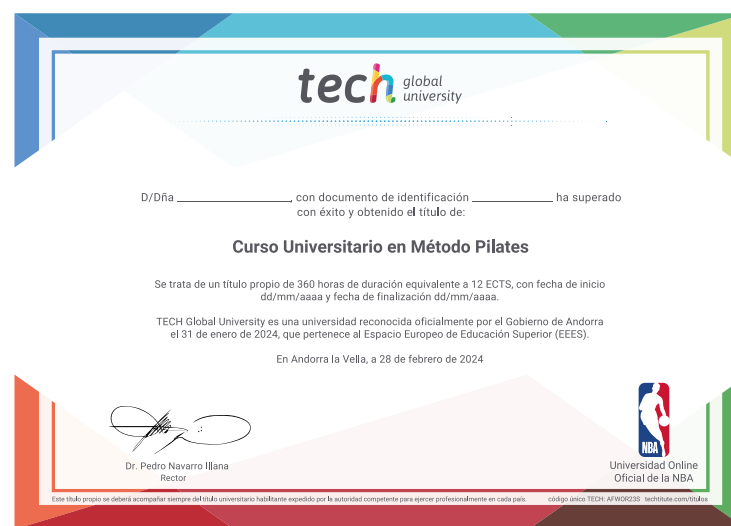 tech global
university
D/Dña ______________, con documento de identificación __________ ha superado
con éxito y obtenido el título de:
Curso Universitario en Método Pilates
Se trata de un título propio de 360 horas de duración equivalente a 12 ECTS, con fecha de inicio
dd/mm/aaaa y fecha de finalización dd/mm/aaaa.
TECH Global University es una universidad reconocida oficialmente por el Gobierno de Andorra
el 31 de enero de 2024, que pertenece al Espacio Europeo de Educación Superior (EEES).
En Andorra la Vella, a 28 de febrero de 2024
Dr. Pedro Navarro Illana
Rector
NBA
Universidad Online
Oficial de la NBA
Este título propio se deberá acompañar siempre del título universitario habilitante expedido por la autoridad competente para ejercer profesionalmente en cada país. código único TECH: AFWOR23S techtitute.com/titulos